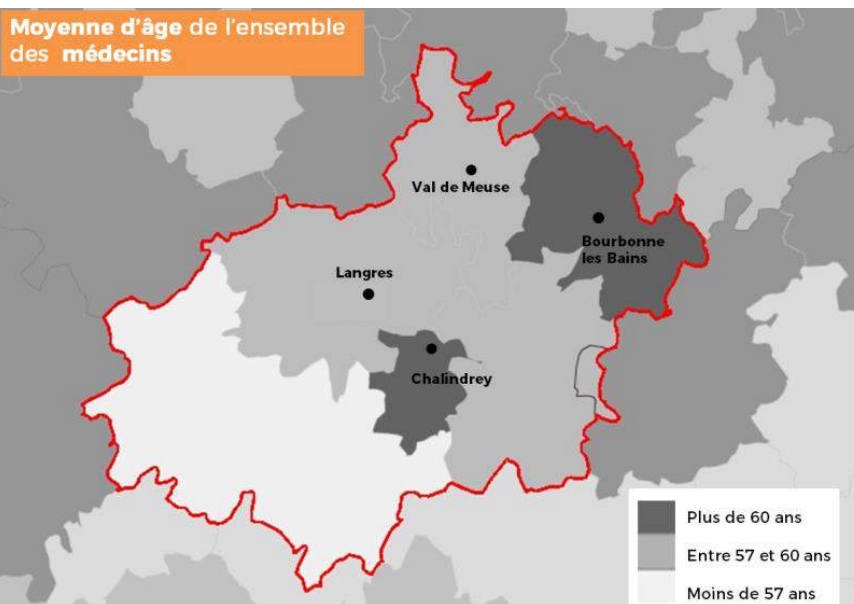 Moyenne d'âge de l'ensemble
des médecins
Val de Meuse
Bourbonne
les Bains
Langres
Chalindrey
Plus de 60 ans
Entre 57 et 60 ans
Moins de 57 ans